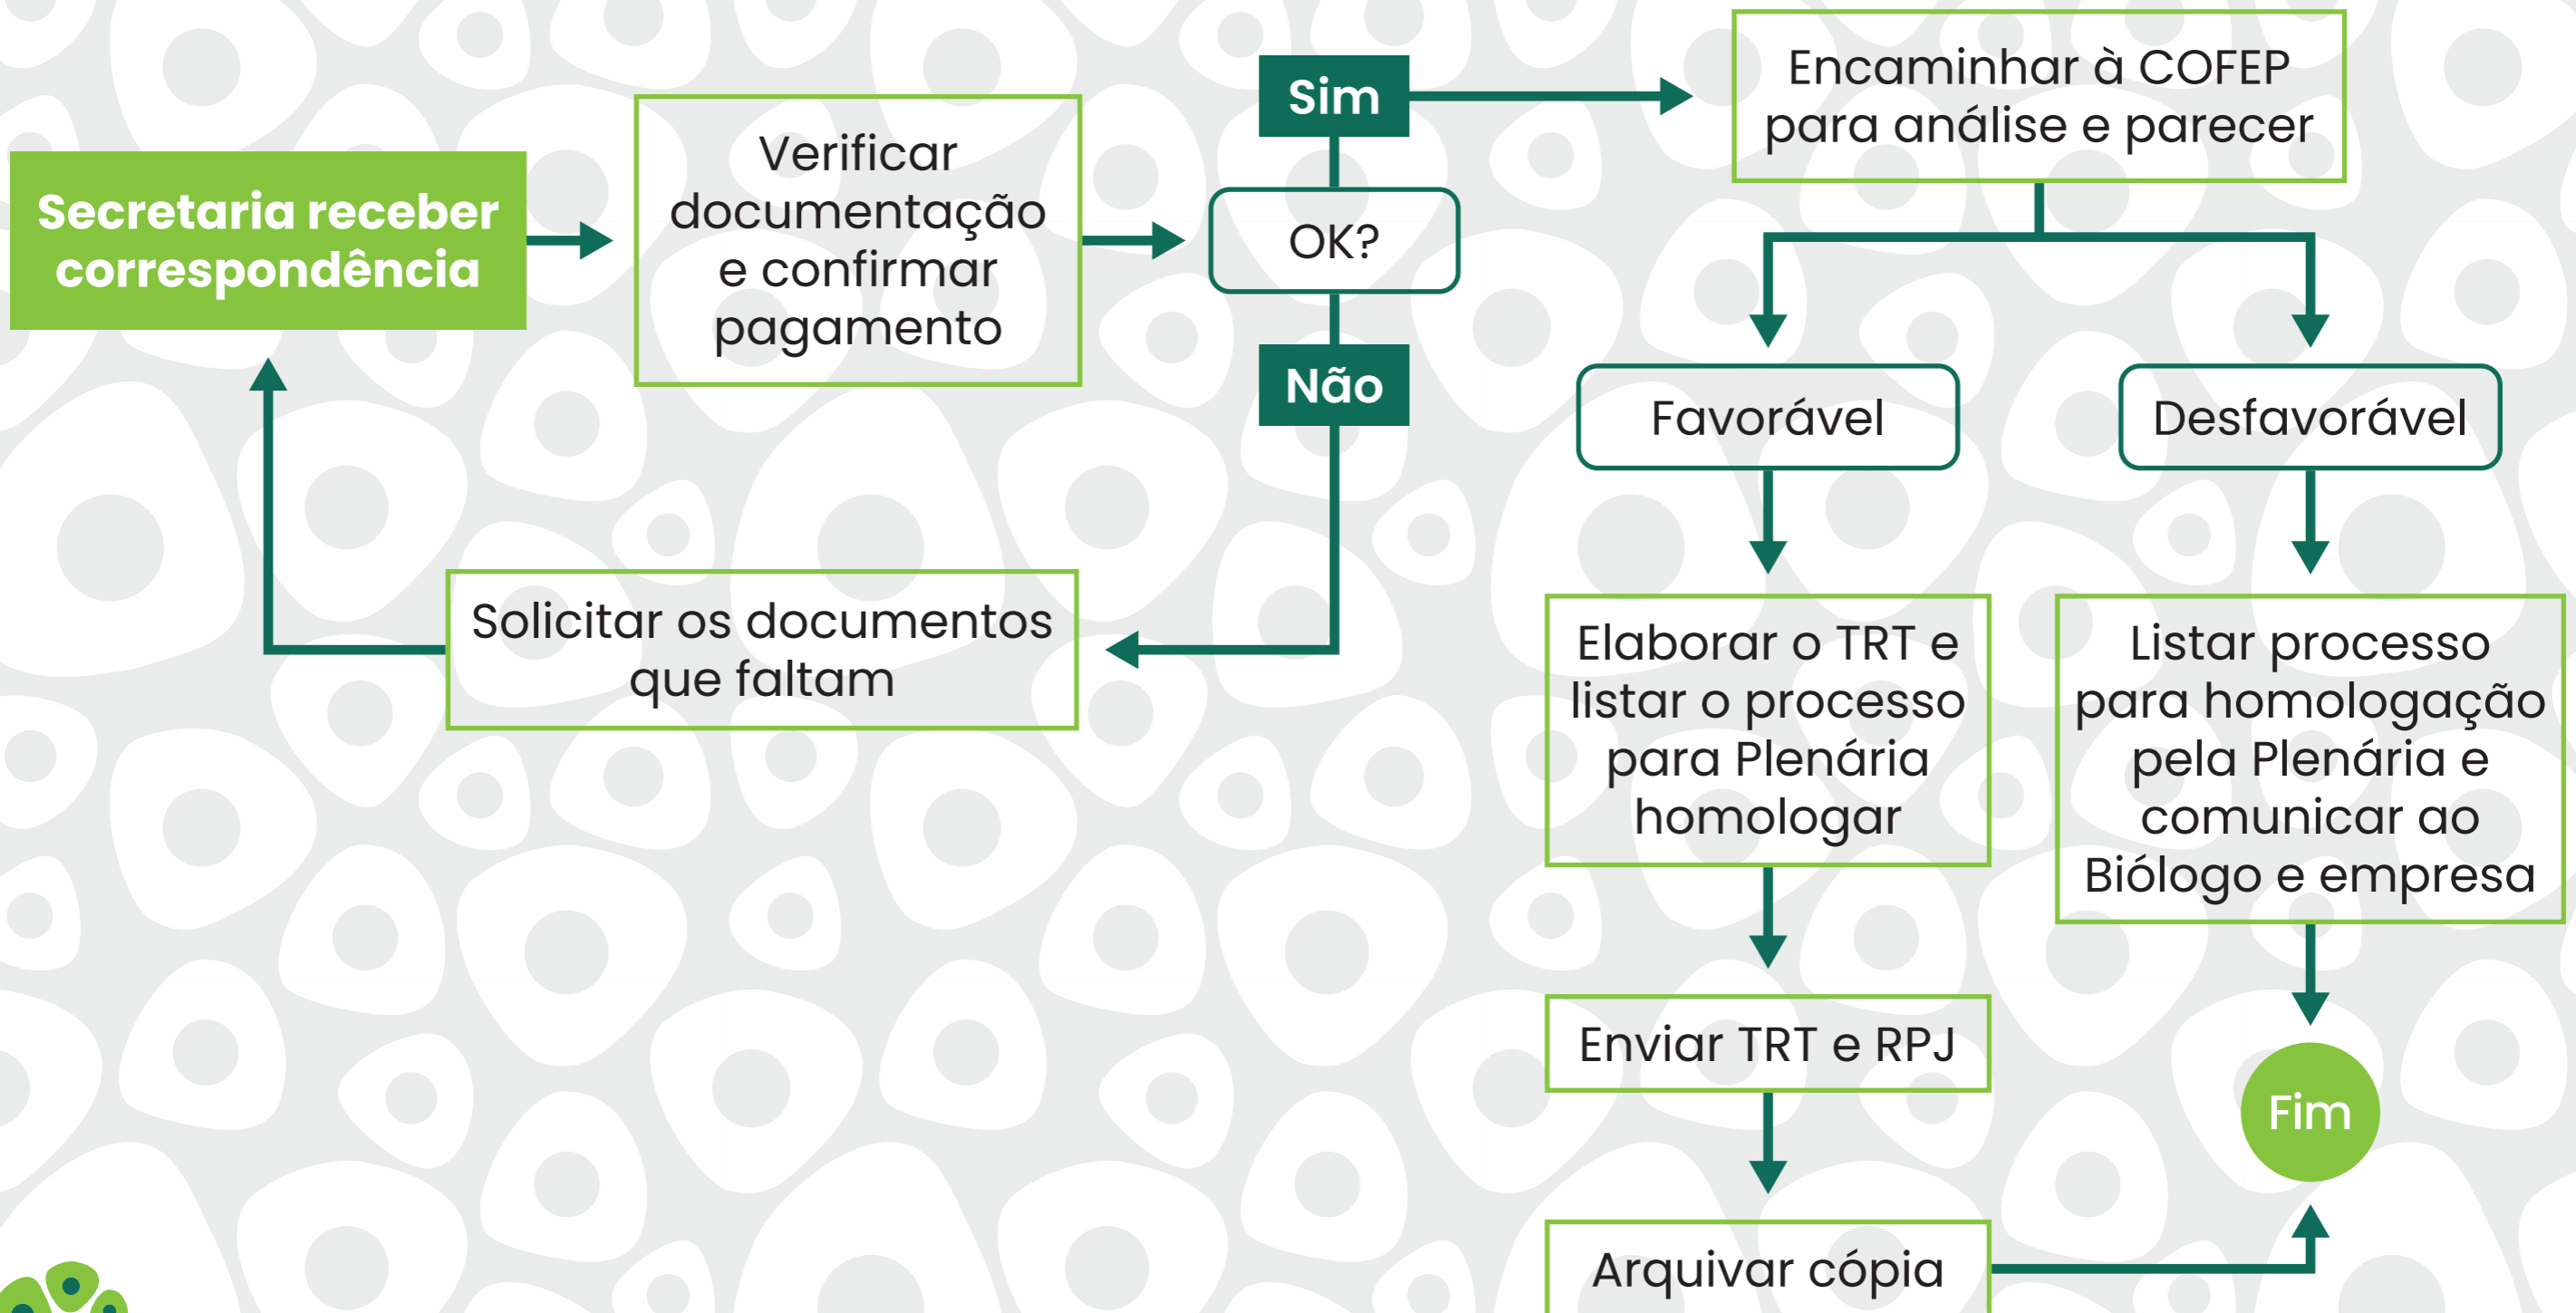 Secretaria receber
correspondência
Verificar
documentação
e confirmar
pagamento
OK?
Sim
Não
Solicitar os documentos
que faltam
Encaminhar à COFEP
para análise e parecer
Favorável
Desfavorável
Elaborar o TRT e
listar o processo
para Plenária
homologar
Listar processo
para homologação
pela Plenária e
comunicar ao
Biólogo e empresa
Enviar TRT e RPJ
Arquivar cópia
Fim